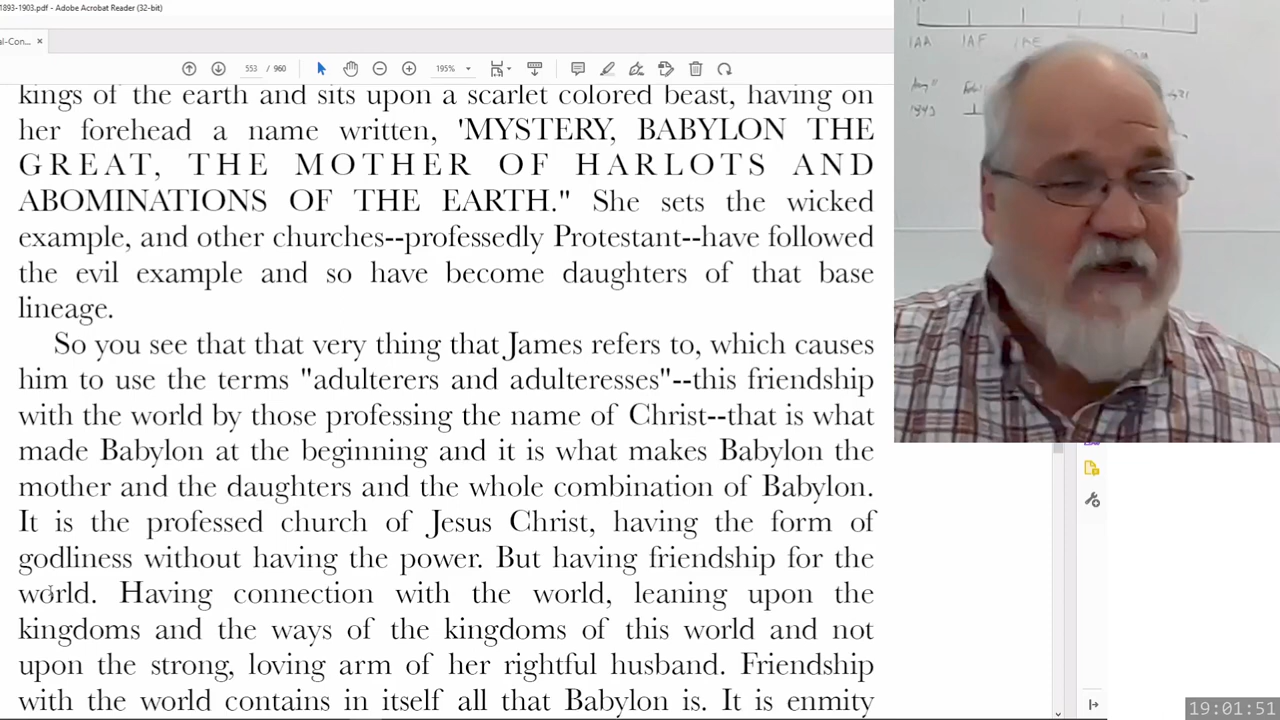 1893-1903.pdf - Adobe Acrobat Reader (32-bit)
al-Con... ×
553 / 960
195%
kings of the earth and sits upon a scarlet colored beast, having on
her forehead a name written, 'MYSTERY, BABYLON THE
GREAT, THE MOTHER OF HARLOTS AND
ABOMINATIONS OF THE EARTH." She sets the wicked
example, and other churches--professedly Protestant--have followed
the evil example and so have become daughters of that base
lineage.
So you see that that very thing that James refers to, which causes
him to use the terms "adulterers and adulteresses"--this friendship
with the world by those professing the name of Christ--that is what
made Babylon at the beginning and it is what makes Babylon the
mother and the daughters and the whole combination of Babylon.
It is the professed church of Jesus Christ, having the form of
godliness without having the power. But having friendship for the
world. Having connection with the world, leaning upon the
kingdoms and the ways of the kingdoms of this world and not
upon the strong, loving arm of her rightful husband. Friendship
with the world contains in itself all that Babylon is. It is enmity
19:01:51